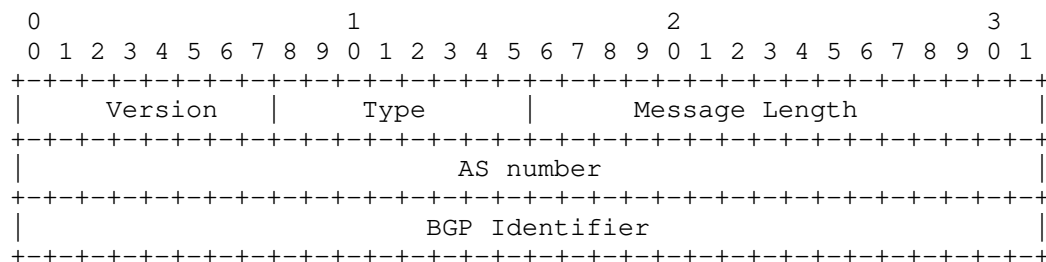 0                   1                   2                   3
 0 1 2 3 4 5 6 7 8 9 0 1 2 3 4 5 6 7 8 9 0 1 2 3 4 5 6 7 8 9 0 1
+-+-+-+-+-+-+-+-+-+-+-+-+-+-+-+-+-+-+-+-+-+-+-+-+-+-+-+-+-+-+-+-+
|     Version   |     Type      |      Message Length           |
+-+-+-+-+-+-+-+-+-+-+-+-+-+-+-+-+-+-+-+-+-+-+-+-+-+-+-+-+-+-+-+-+
|                           AS number                           |
+-+-+-+-+-+-+-+-+-+-+-+-+-+-+-+-+-+-+-+-+-+-+-+-+-+-+-+-+-+-+-+-+
|                         BGP Identifier                        |
+-+-+-+-+-+-+-+-+-+-+-+-+-+-+-+-+-+-+-+-+-+-+-+-+-+-+-+-+-+-+-+-+